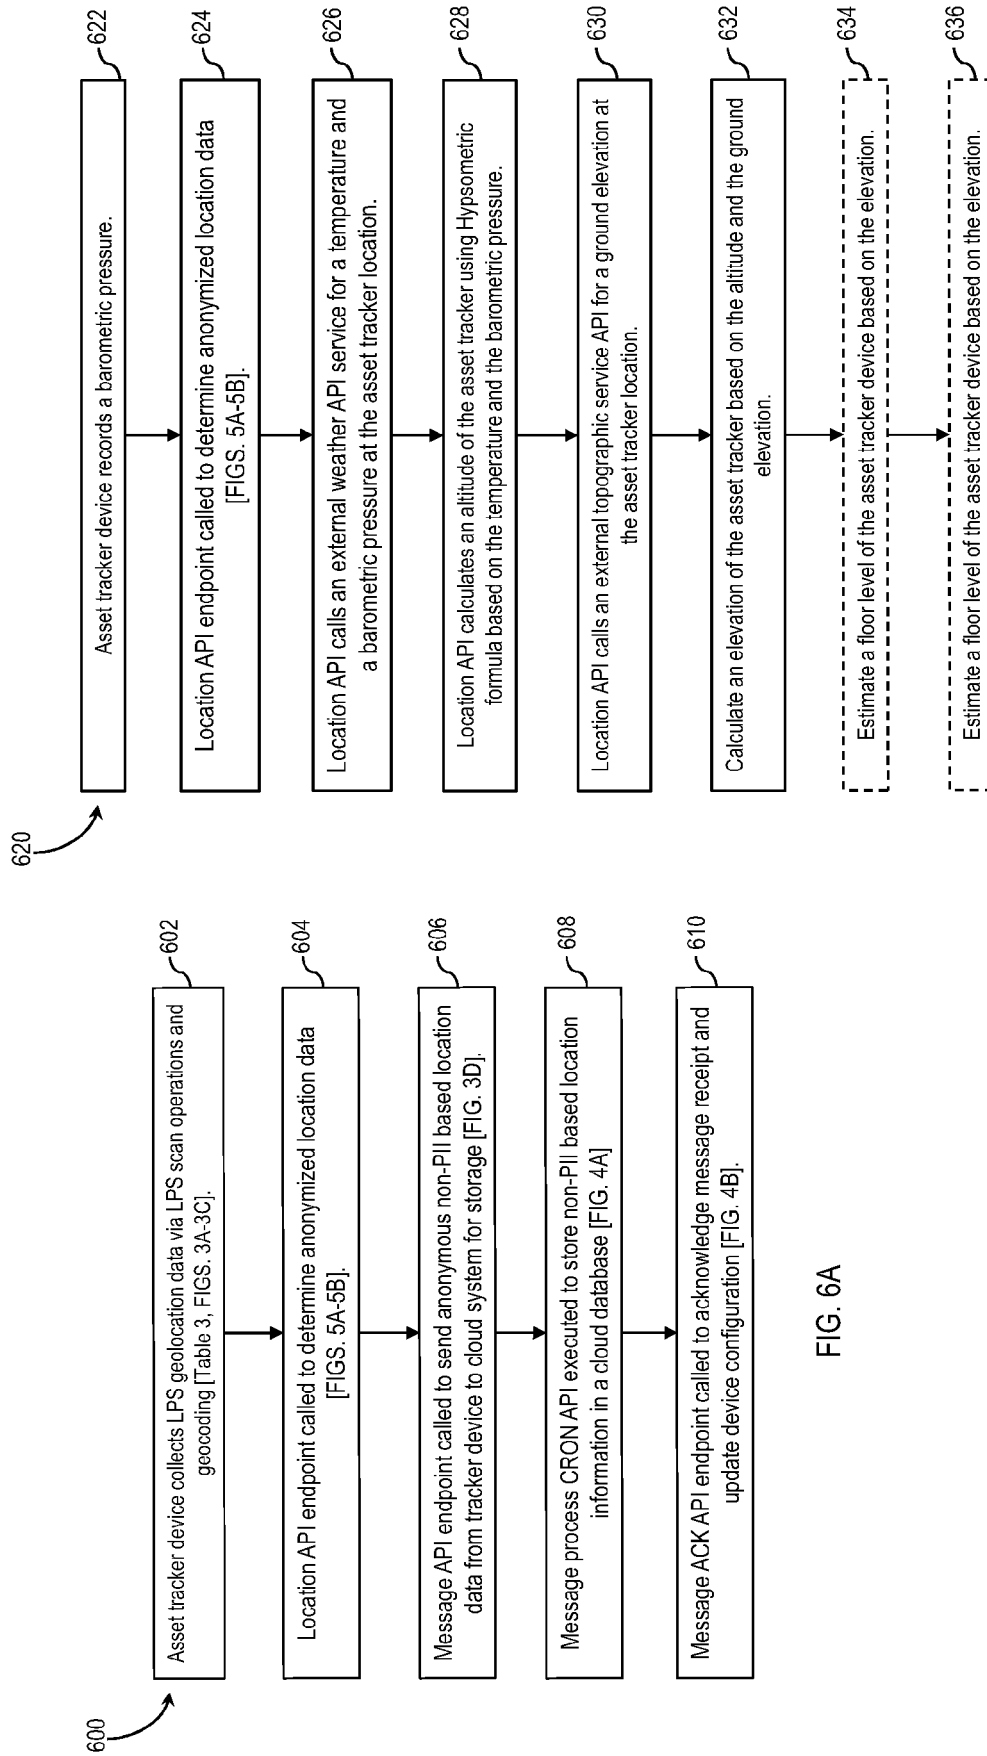 600
Asset tracker device collects LPS geolocation data via LPS scan operations and
geocoding [Table 3, FIGS. 3A-3C].
602
Location API endpoint called to determine anonymized location data
[FIGS. 5A-5B].
604
Message API endpoint called to send anonymous non-PII based location
data from tracker device to cloud system for storage [FIG. 3D].
606
Message process CRON API executed to store non-PII based location
information in a cloud database [FIG. 4A]
608
Message ACK API endpoint called to acknowledge message receipt and
update device configuration [FIG. 4B].
610
FIG. 6A
620
Asset tracker device records a barometric pressure.
622
Location API endpoint called to determine anonymized location data
[FIGS. 5A-5B].
624
Location API calls an external weather API service for a temperature and
a barometric pressure at the asset tracker location.
626
Location API calculates an altitude of the asset tracker using Hypsometric
formula based on the temperature and the barometric pressure.
628
Location API calls an external topographic service API for a ground elevation at
the asset tracker location.
630
Calculate an elevation of the asset tracker based on the altitude and the ground
elevation.
632
Estimate a floor level of the asset tracker device based on the elevation.
634
Estimate a floor level of the asset tracker device based on the elevation.
636